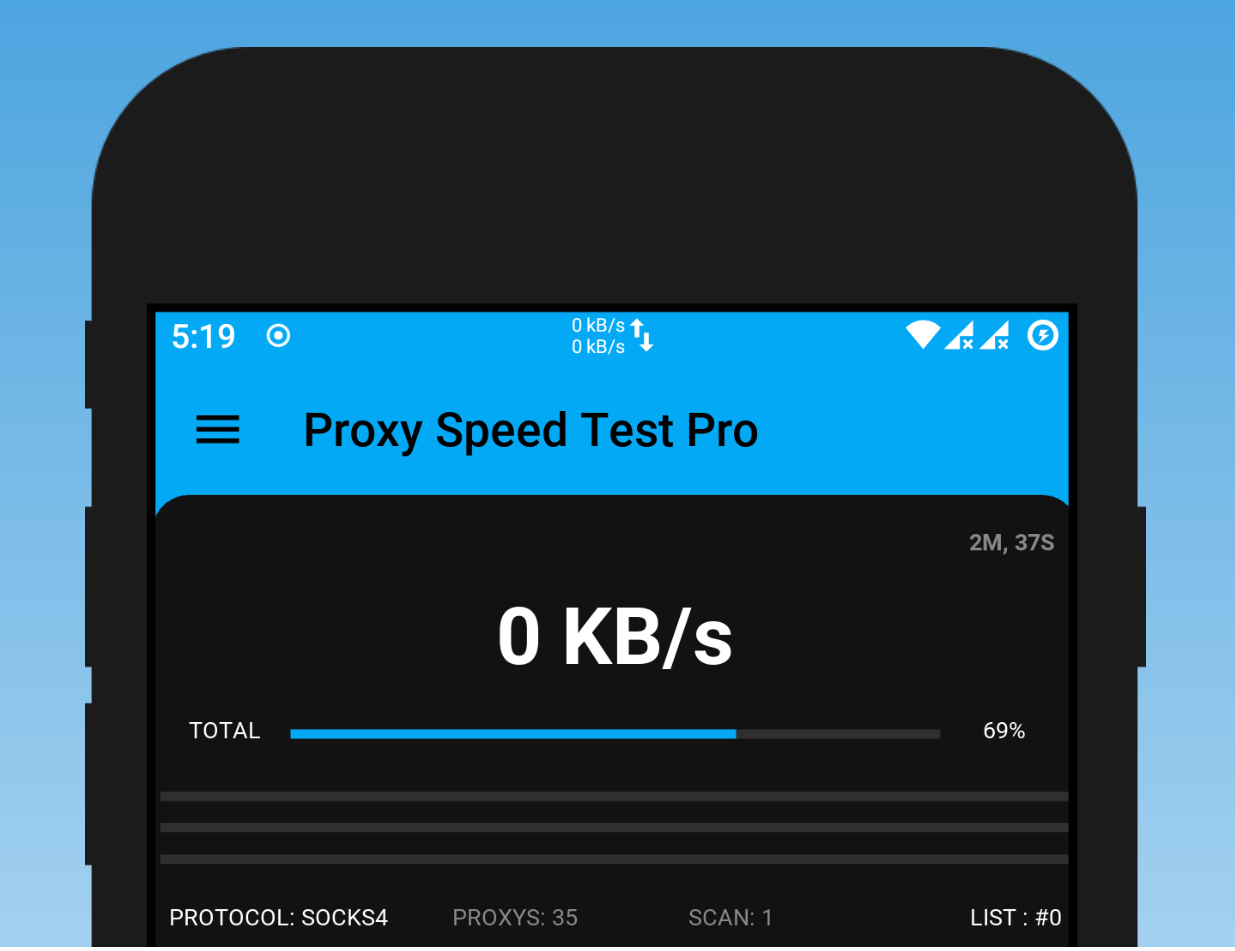 5:19
0 kB/s
0 kB/s
Proxy Speed Test Pro
2M, 37S
0 KB/s
TOTAL 69%
PROTOCOL: SOCKS4 PROXYS: 35 SCAN: 1 LIST : #0